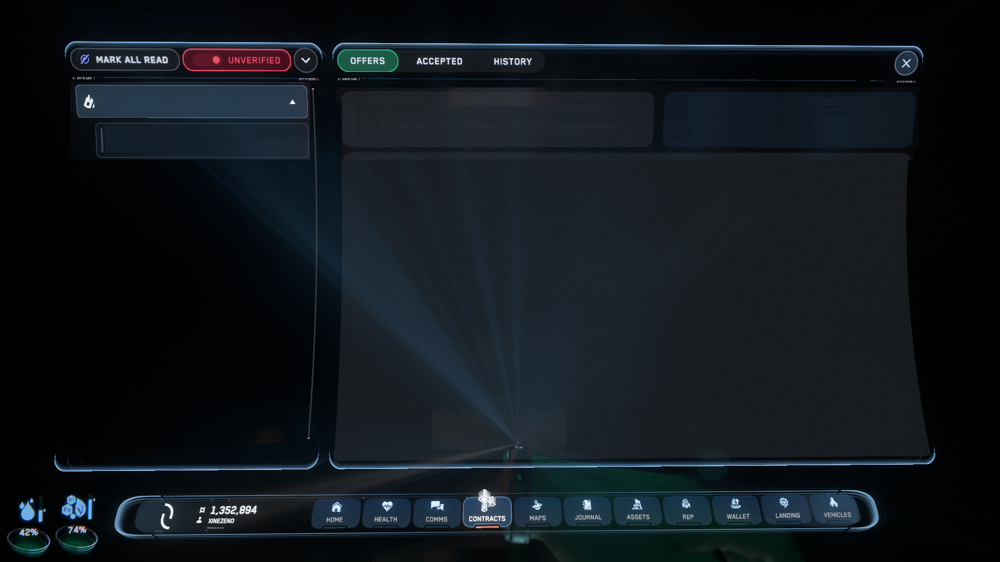 MARK ALL READ
UNVERIFIED
OFFERS
ACCEPTED
HISTORY
1,352,894
XINEZENO
HOME
HEALTH
COMMS
CONTRACTS
MAPS
JOURNAL
ASSETS
REP
WALLET
LANDING
VEHICLES
42%
74%